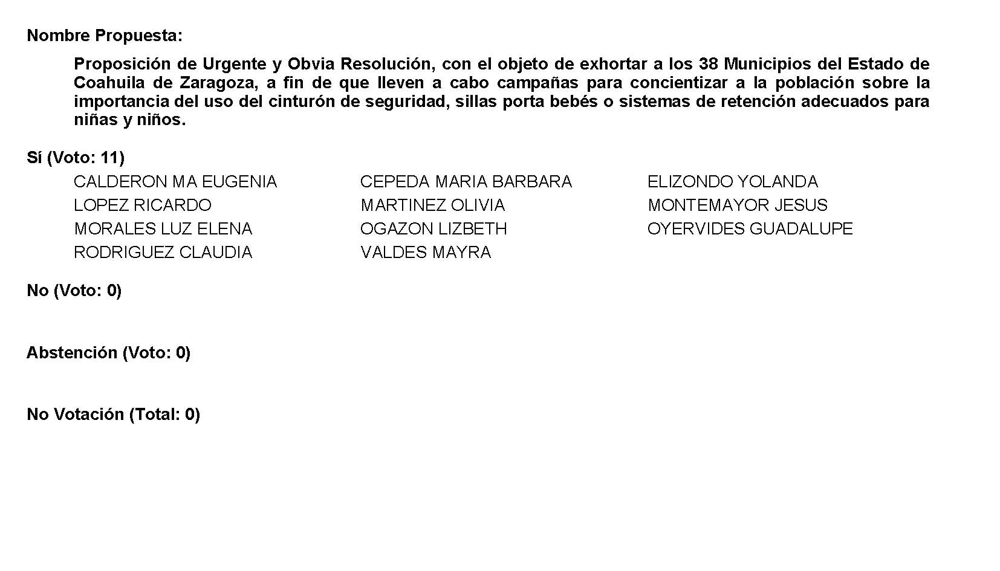 Nombre Propuesta:
Proposición de Urgente y Obvia Resolución, con el objeto de exhortar a los 38 Municipios del Estado de
Coahuila de Zaragoza, a fin de que lleven a cabo campañas para concientizar a la población sobre la
importancia del uso del cinturón de seguridad, sillas porta bebés o sistemas de retención adecuados para
niñas y niños.
Sí (Voto: 11)
CALDERON MA EUGENIA CEPEDA MARIA BARBARA ELIZONDO YOLANDA
LOPEZ RICARDO MARTINEZ OLIVIA MONTEMAYOR JESUS
MORALES LUZ ELENA OGAZON LIZBETH OYERVIDES GUADALUPE
RODRIGUEZ CLAUDIA VALDES MAYRA
No (Voto: 0)
Abstención (Voto: 0)
No Votación (Total: 0)